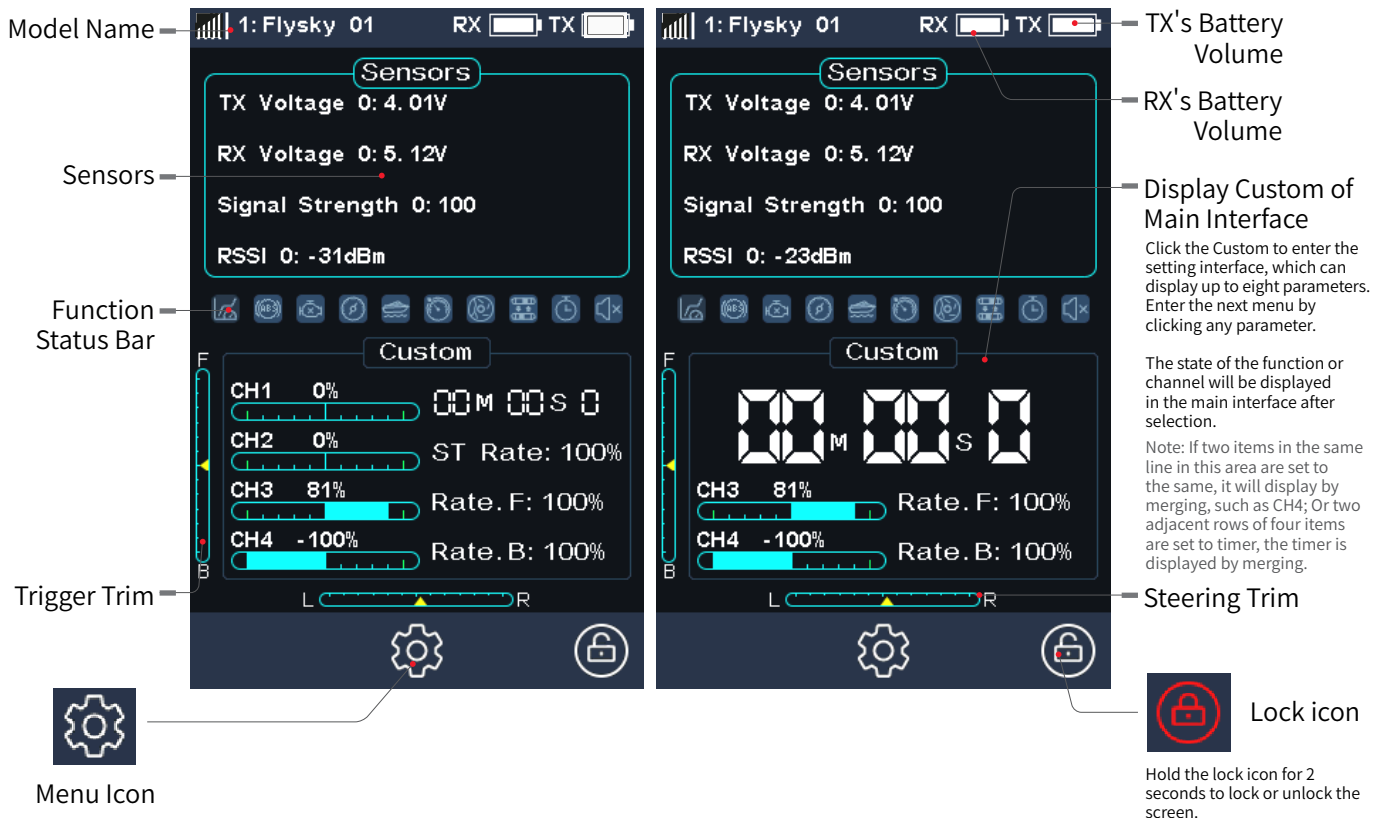 Model Name
Sensors
Function
Status Bar
Trigger Trim
Menu Icon
1: Flysky 01 RX TX
Sensors
TX Voltage 0: 4.01V
RX Voltage 0: 5.12V
Signal Strength 0: 100
RSSI 0: -31dBm
(ABS)
Custom
F
CH1 0%
00 M 00 S 0
CH2 0%
ST Rate: 100%
CH3 81%
Rate.F: 100%
CH4 -100%
Rate.B: 100%
B
L R
1: Flysky 01 RX TX
Sensors
TX Voltage 0: 4.01V
RX Voltage 0: 5.12V
Signal Strength 0: 100
RSSI 0: -23dBm
(ABS)
Custom
F
00 M 00 S 0
CH3 81%
Rate.F: 100%
CH4 -100%
Rate.B: 100%
B
L R
TX's Battery
Volume
RX's Battery
Volume
Display Custom of
Main Interface
Click the Custom to enter the
setting interface, which can
display up to eight parameters.
Enter the next menu by
clicking any parameter.
The state of the function or
channel will be displayed
in the main interface after
selection.
Note: If two items in the same
line in this area are set to
the same, it will display by
merging, such as CH4; Or two
adjacent rows of four items
are set to timer, the timer is
displayed by merging.
Steering Trim
Lock icon
Hold the lock icon for 2
seconds to lock or unlock the
screen.